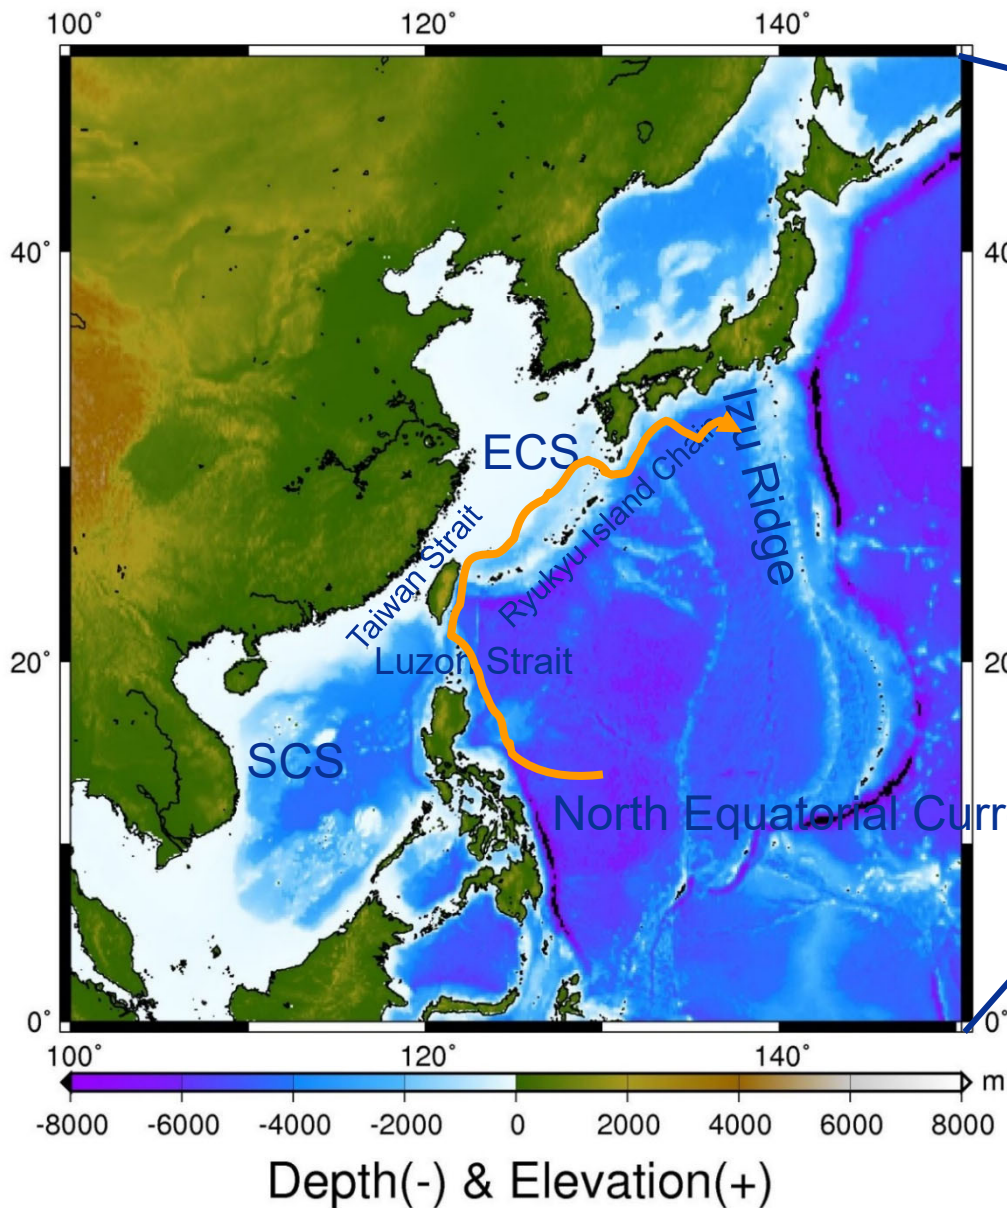 100° 120° 140°
40° 40
ECS
Izu Ridge
Ryukyu Island Chain
Taiwan Strait
20° Luzon Strait 20
SCS
North Equatorial Curr
0° 0°
100° 120° 140°
m
-8000 -6000 -4000 -2000 0 2000 4000 6000 8000
Depth(-) & Elevation(+)